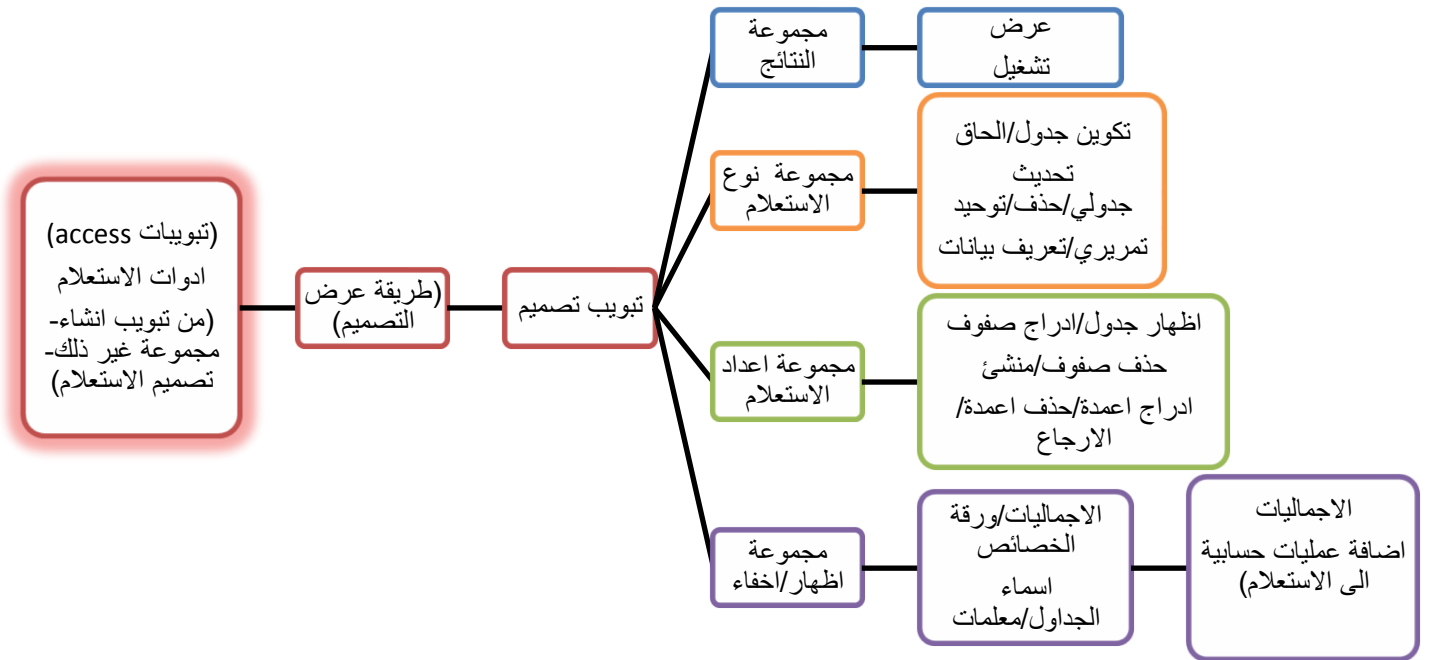 (تبويبات access)
ادوات الاستعلام
(من تبويب انشاء-
مجموعة غير ذلك-
تصميم الاستعلام)
(طريقة عرض
التصميم)
تبويب تصميم
مجموعة
النتائج
عرض
تشغيل
مجموعة نوع
الاستعلام
تكوين جدول/الحاق
تحديث
جدولي/حذف/توحيد
تمريري/تعريف بيانات
مجموعة اعداد
الاستعلام
اظهار جدول/ادراج صفوف
حذف صفوف/منشئ
ادراج اعمدة/حذف اعمدة/
الارجاع
مجموعة
اظهار/اخفاء
الاجماليات/ورقة
الخصائص
اسماء
الجداول/معلمات
الاجماليات
اضافة عمليات حسابية
الى الاستعلام)